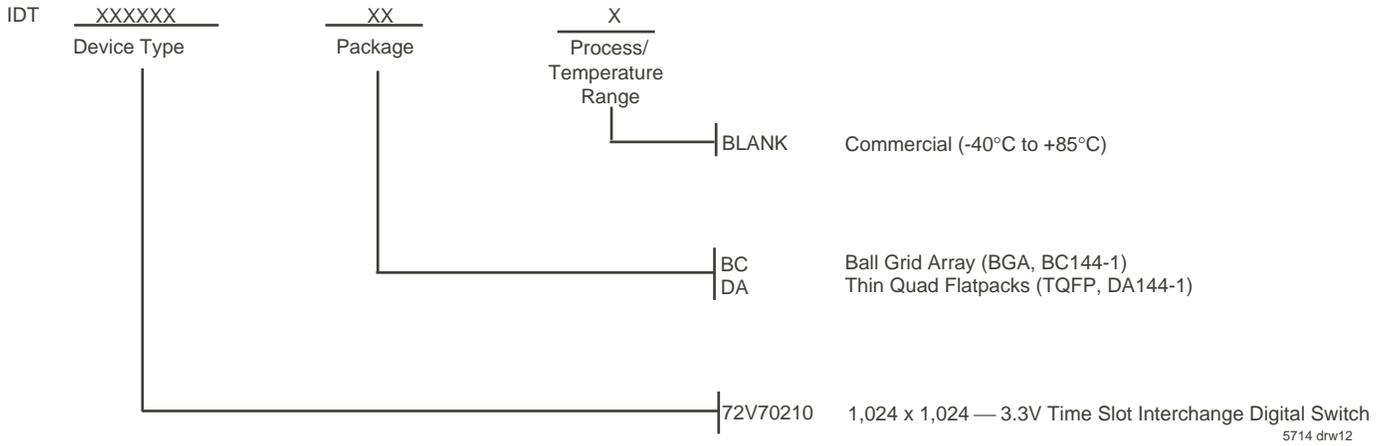 IDT XXXXXX XX X
Device Type Package Process/
Temperature
Range
BLANK Commercial (-40°C to +85°C)
BC Ball Grid Array (BGA, BC144-1)
DA Thin Quad Flatpacks (TQFP, DA144-1)
72V70210 1,024 x 1,024 — 3.3V Time Slot Interchange Digital Switch
5714 drw12